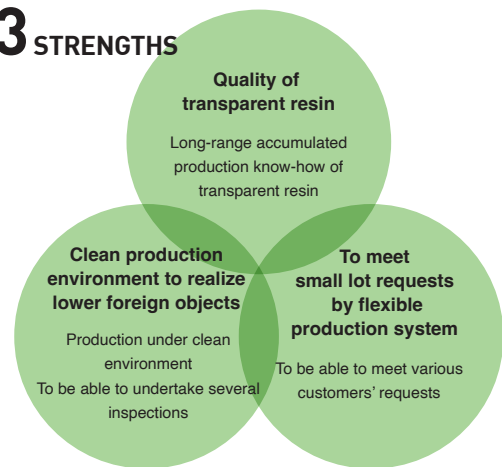 3 STRENGTHS
Quality of
transparent resin
Long-range accumulated
production know-how of
transparent resin
Clean production
environment to realize
lower foreign objects
Production under clean
environment
To be able to undertake several
inspections
To meet
small lot requests
by flexible
production system
To be able to meet various
customers’ requests